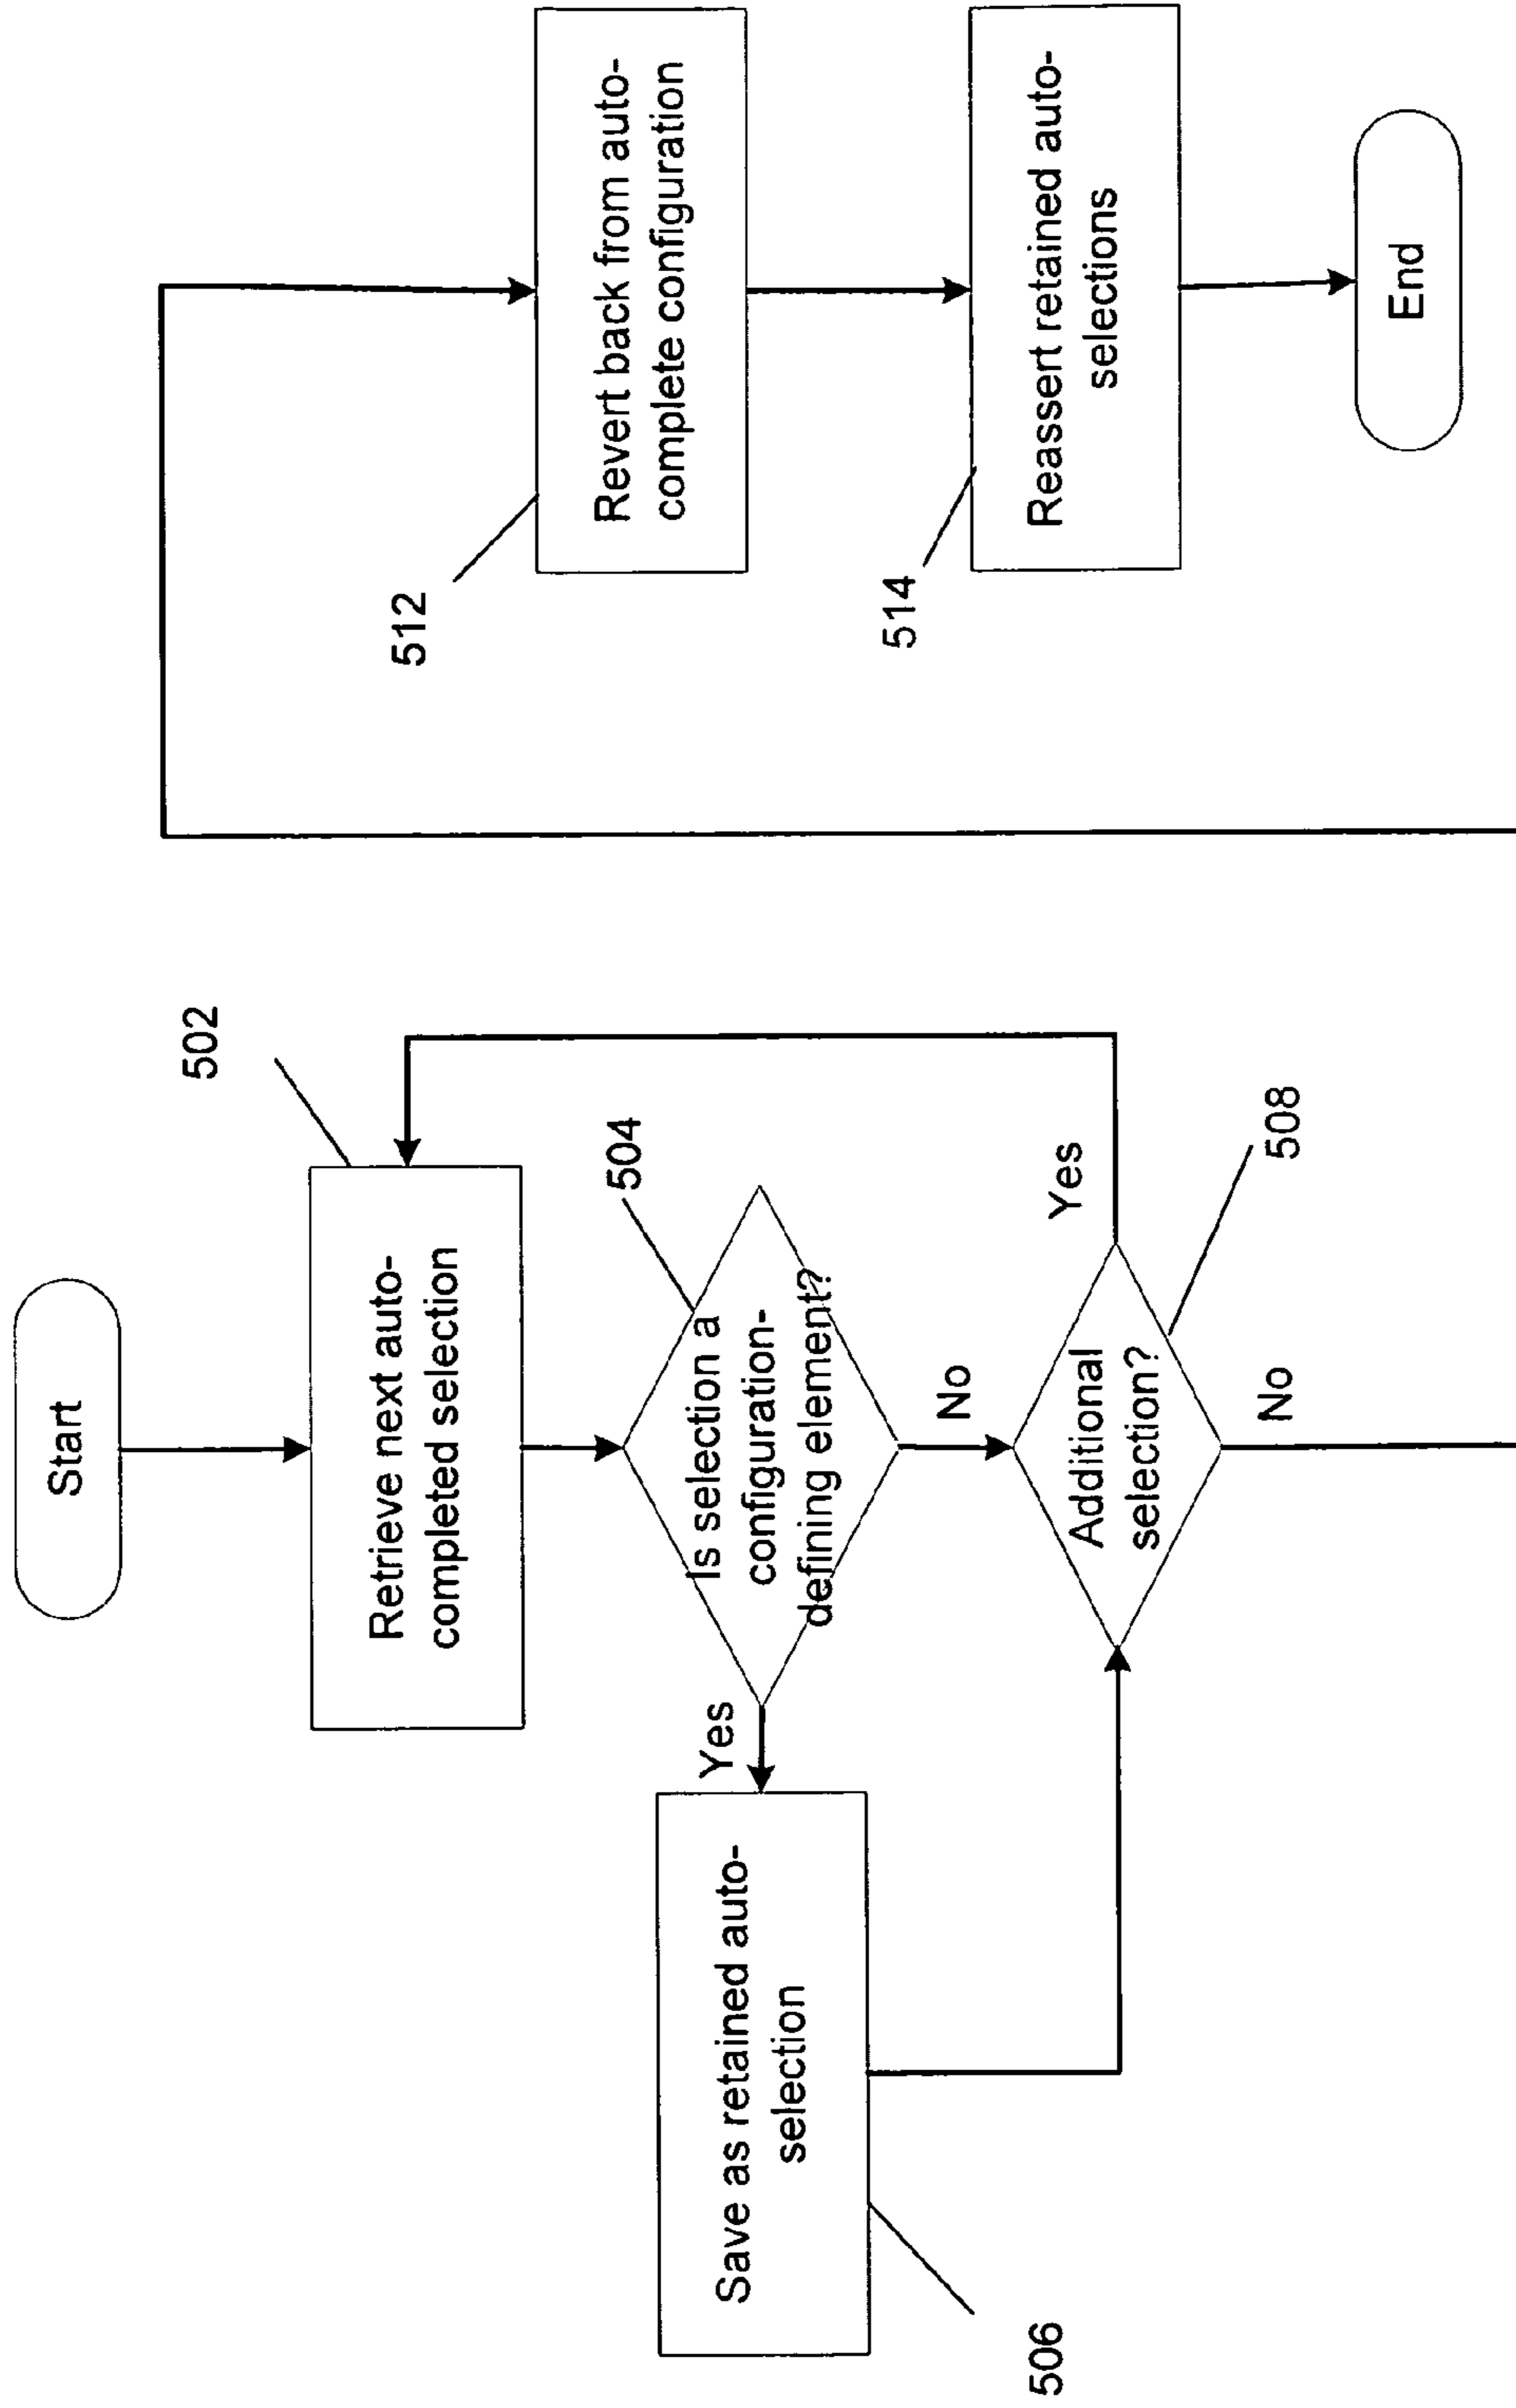 Start
502
Retrieve next auto-
completed selection
504
Is selection a
configuration-
defining element?
Yes
No
Save as retained auto-
selection
506
Additional
selection?
Yes
508
No
512
Revert back from auto-
complete configuration
514
Reassert retained auto-
selections
End